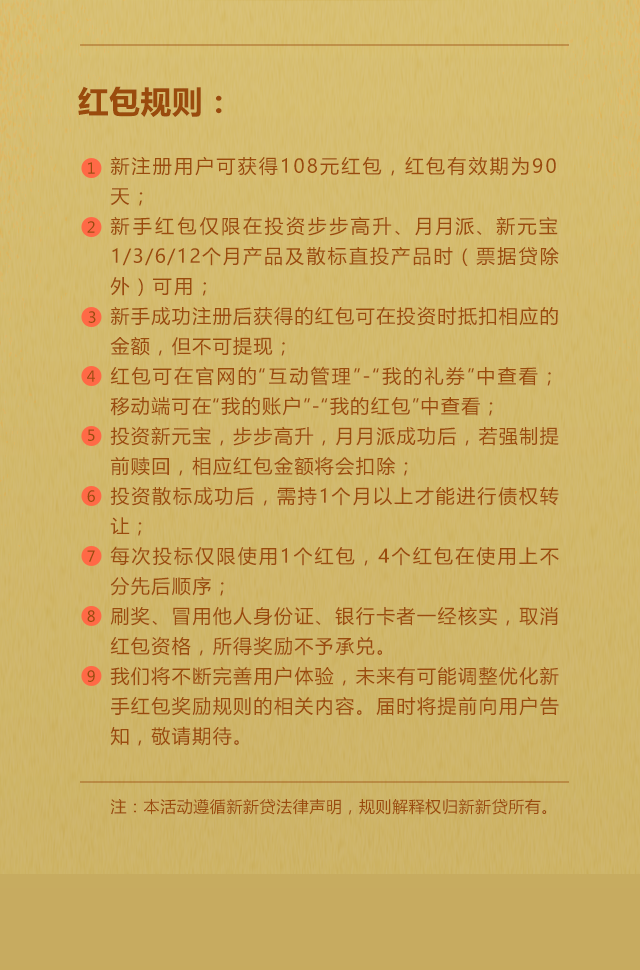 红包规则：
1 新注册用户可获得108元红包，红包有效期为90
天；
2 新手红包仅限在投资步步高升、月月派、新元宝
1/3/6/12个月产品及散标直投产品时（票据贷除
外）可用；
3 新手成功注册后获得的红包可在投资时抵扣相应的
金额，但不可提现；
4 红包可在官网的“互动管理”-“我的礼券”中查看；
移动端可在“我的账户”-“我的红包”中查看；
5 投资新元宝，步步高升，月月派成功后，若强制提
前赎回，相应红包金额将会扣除；
6 投资散标成功后，需持1个月以上才能进行债权转
让；
7 每次投标仅限使用1个红包，4个红包在使用上不
分先后顺序；
8 刷奖、冒用他人身份证、银行卡者一经核实，取消
红包资格，所得奖励不予承兑。
9 我们将不断完善用户体验，未来有可能调整优化新
手红包奖励规则的相关内容。届时将提前向用户告
知，敬请期待。
注：本活动遵循新新贷法律声明，规则解释权归新新贷所有。